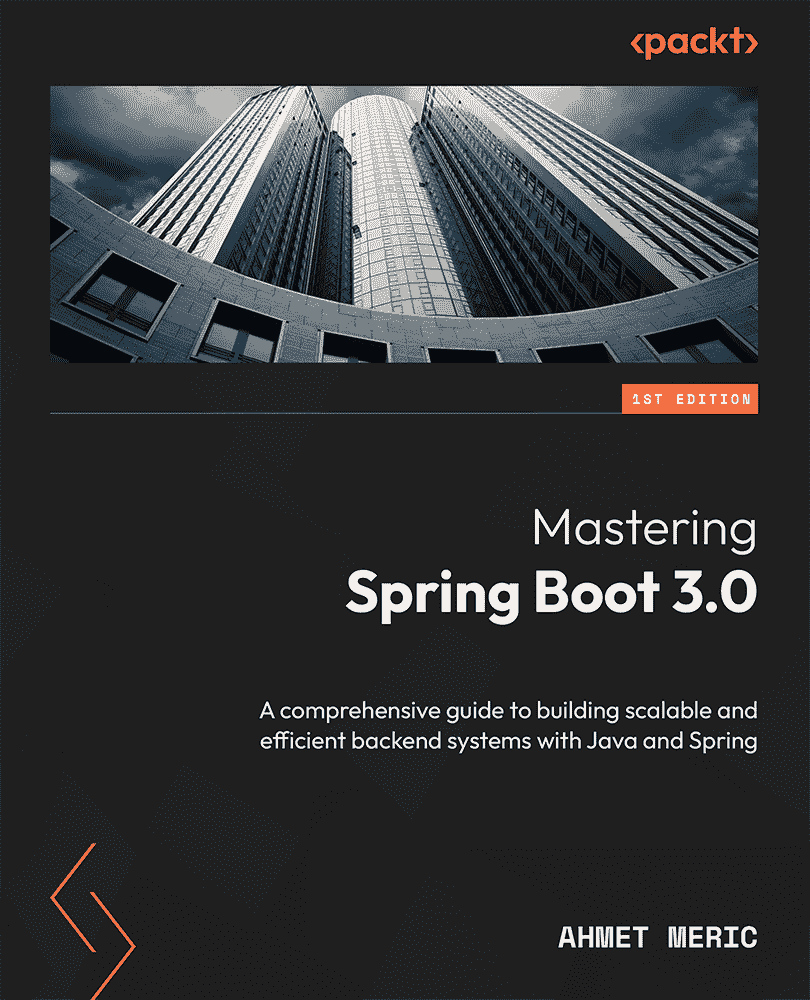 <packt>
1ST EDITION
Mastering
Spring Boot 3.0
A comprehensive guide to building scalable and
efficient backend systems with Java and Spring
AHMET MERIC